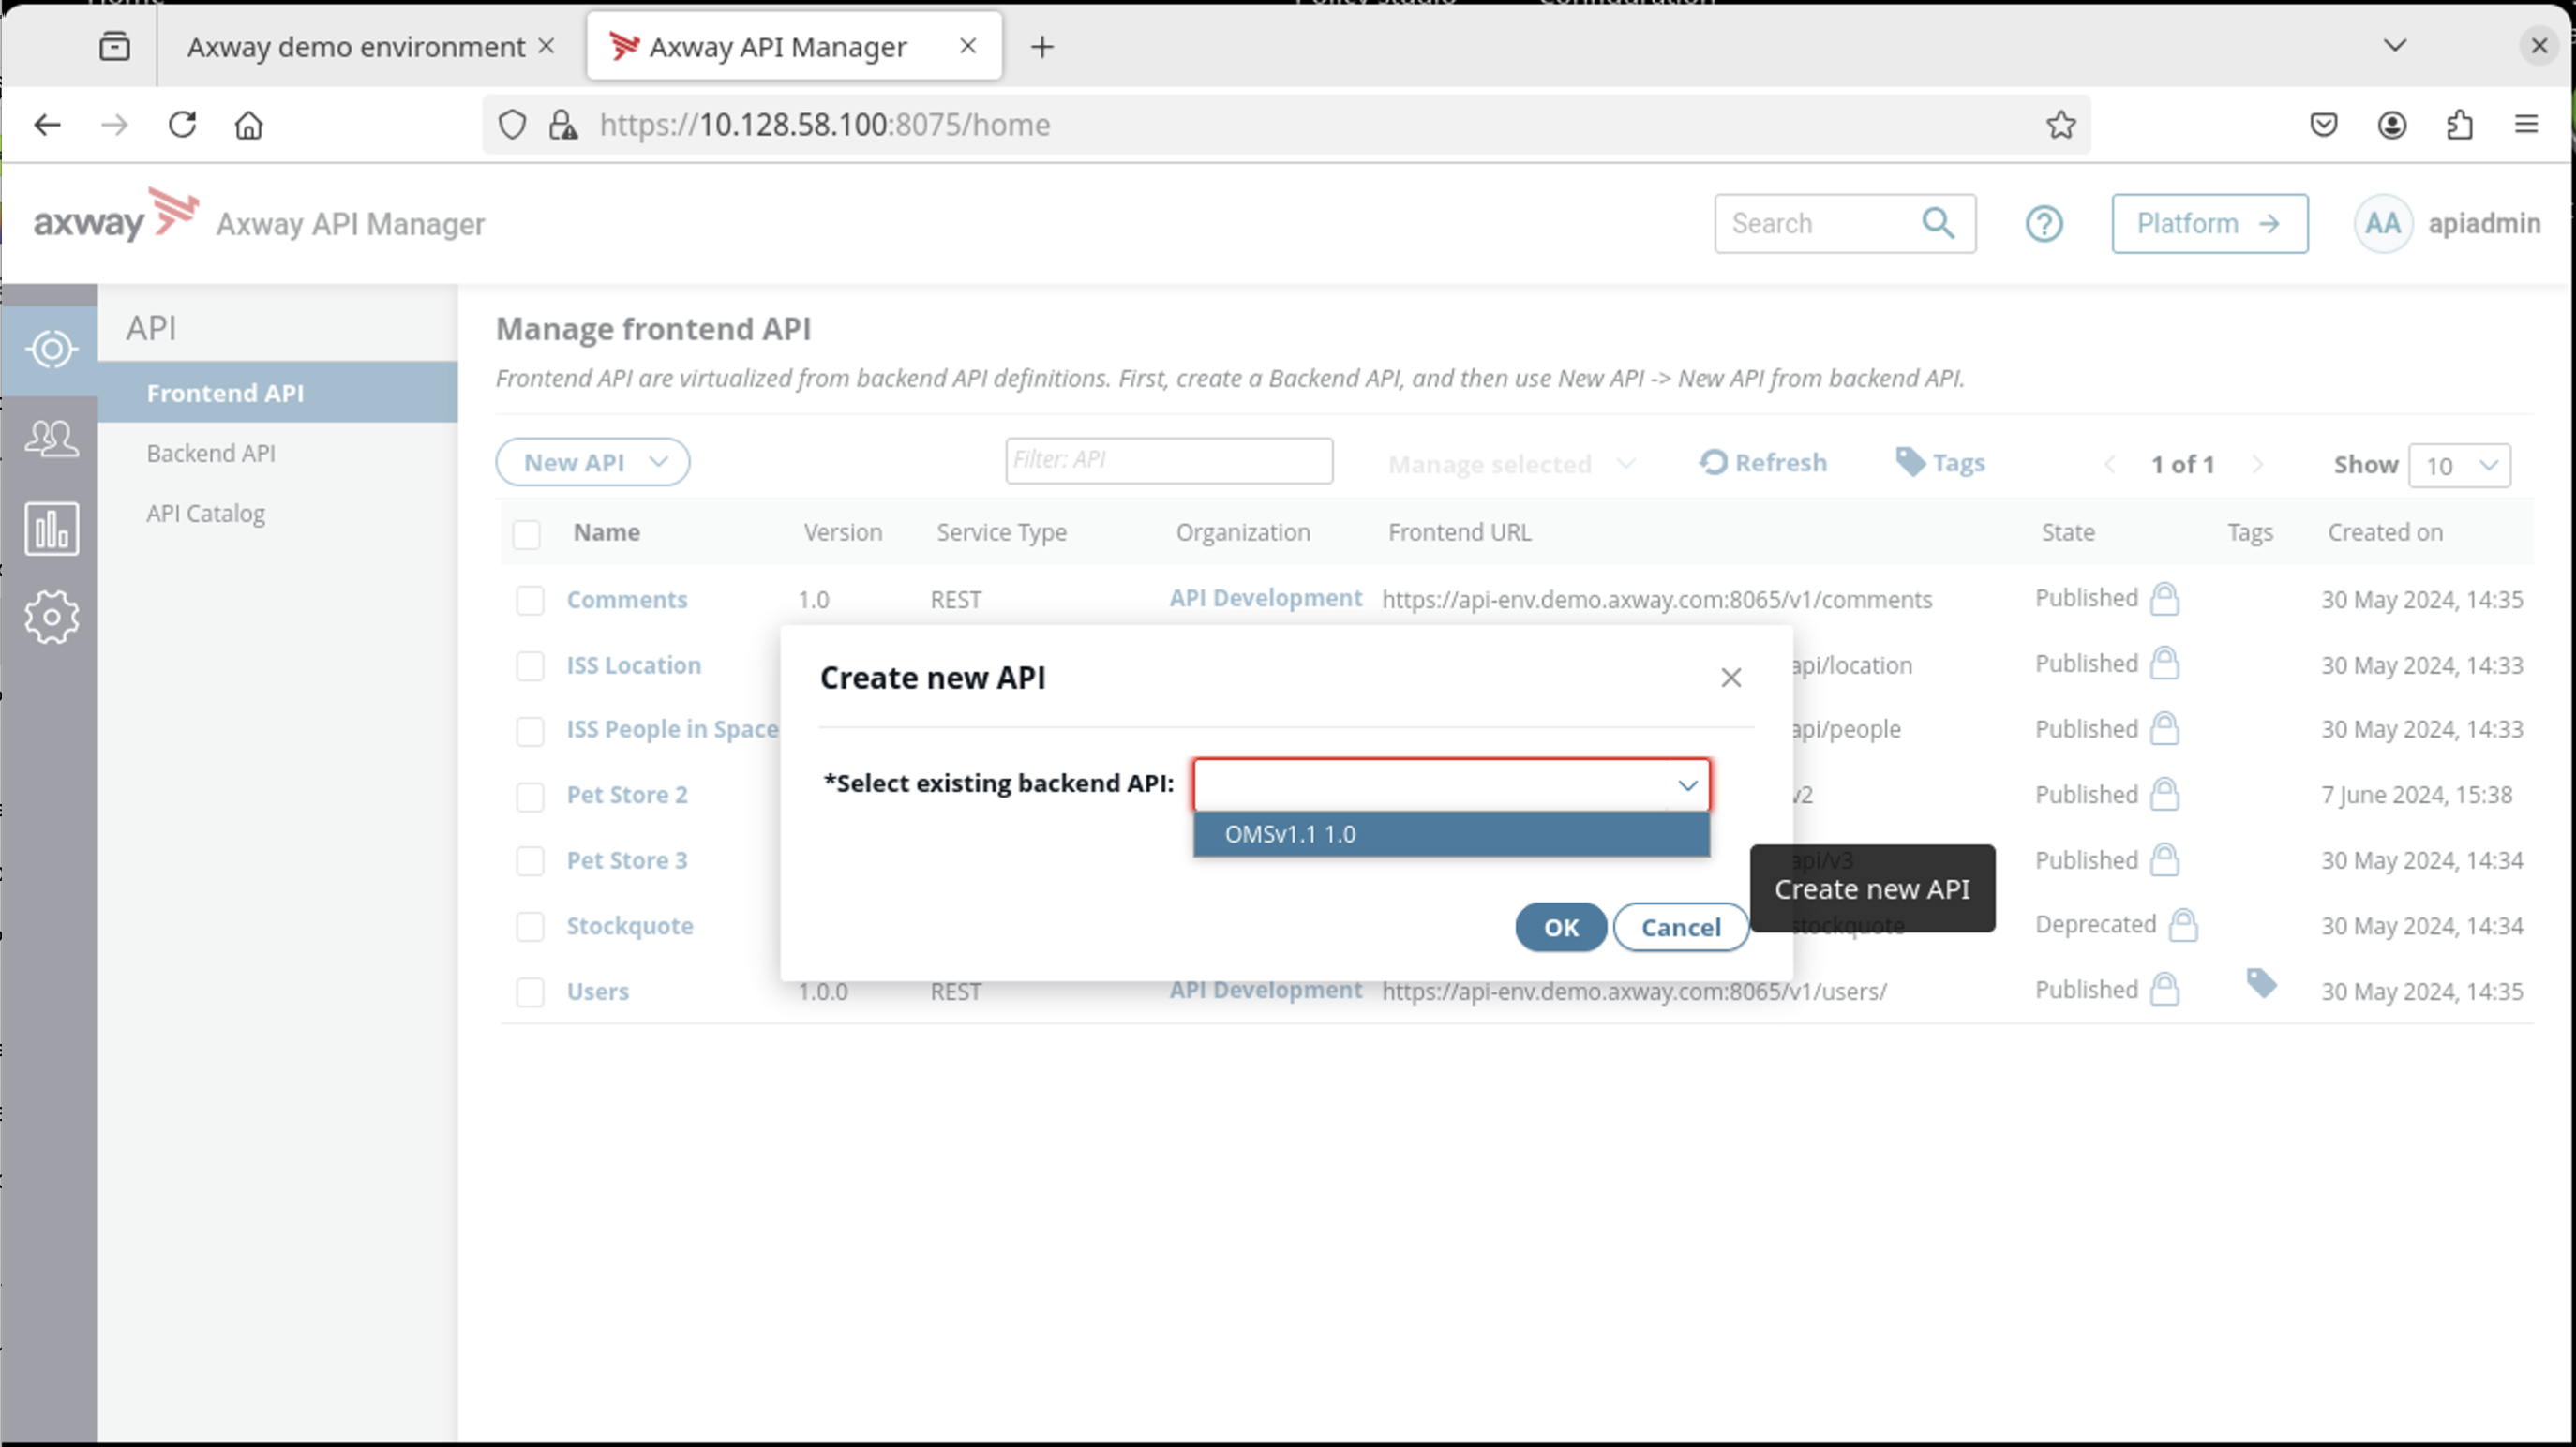 Axway demo environment
Axway API Manager
https://10.128.58.100:8075/home
axway Axway API Manager
Search
Platform
AA apiadmin
API
Frontend API
Backend API
API Catalog
Manage frontend API
Frontend API are virtualized from backend API definitions. First, create a Backend API, and then use New API -> New API from backend API.
New API
Filter: API
Manage selected
Refresh
Tags
1 of 1
Show 10
Name Version Service Type Organization Frontend URL State Tags Created on
Comments 1.0 REST API Development https://api-env.demo.axway.com:8065/v1/comments Published 30 May 2024, 14:35
ISS Location api/location Published 30 May 2024, 14:33
ISS People in Space api/people Published 30 May 2024, 14:33
Pet Store 2 v2 Published 7 June 2024, 15:38
Pet Store 3 api/v3 Published 30 May 2024, 14:34
Stockquote stockquote Deprecated 30 May 2024, 14:34
Users 1.0.0 REST API Development https://api-env.demo.axway.com:8065/v1/users/ Published 30 May 2024, 14:35
Create new API
*Select existing backend API:
OMSv1.1 1.0
OK
Cancel
Create new API